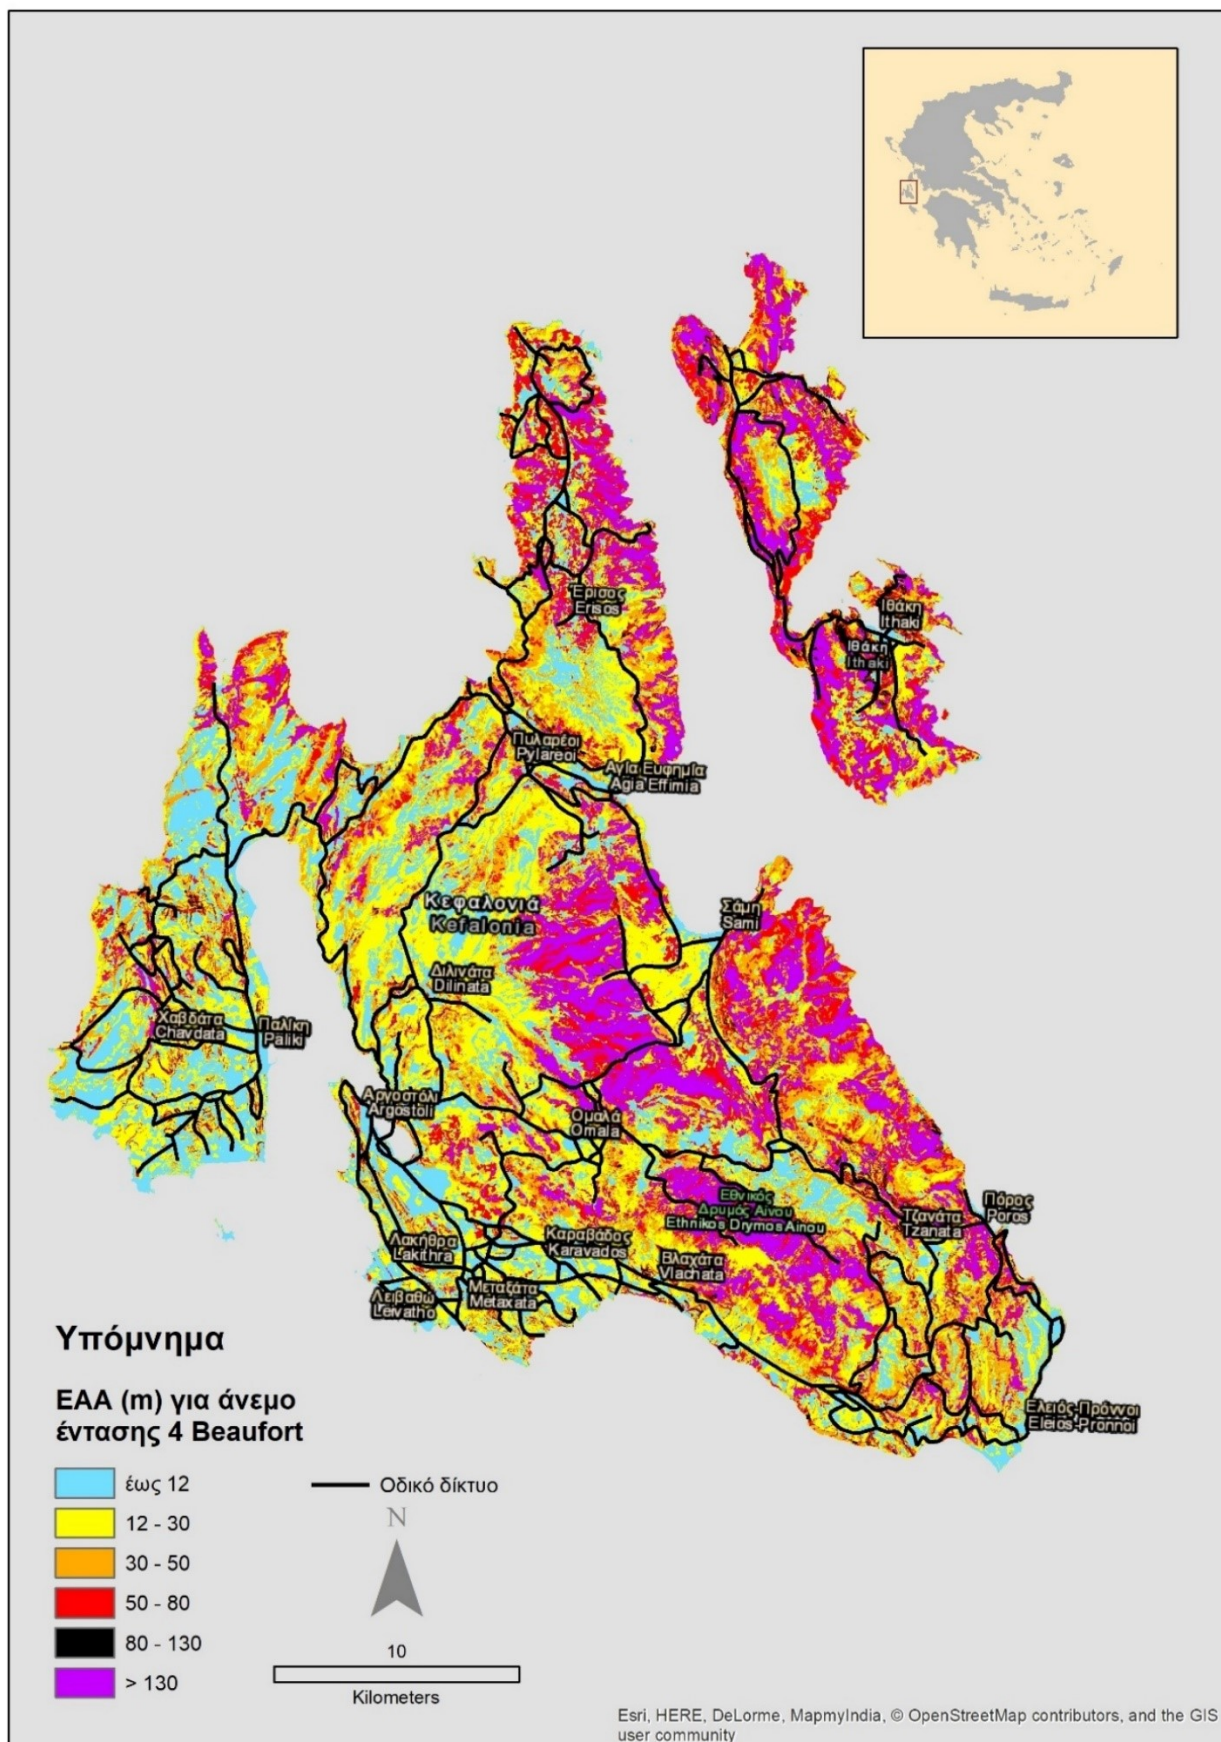 Έρισος
Erisos
Ιθάκη
Ithaki
Ιθάκη
Ithaki
Πυλαρέοι
Pylareoi
Αγία Ευφημία
Agia Effimia
Κεφαλονιά
Kefalonia
Σάμη
Sami
Διλινάτα
Dilinata
Χαβδάτα
Chavdata
Παλίκη
Paliki
Αργοστόλι
Argostoli
Ομαλά
Omala
Εθνικός
Δρυμός Αίνου
Ethnikos Drymos Ainou
Πόρος
Poros
Τζανάτα
Tzanata
Λακήθρα
Lakithra
Καραβάδος
Karavados
Βλαχάτα
Vlachata
Λειβαθώ
Leivatho
Μεταξάτα
Metaxata
Ελειός-Πρόννοι
Eleios-Pronnoi
Υπόμνημα
ΕΑΑ (m) για άνεμο
έντασης 4 Beaufort
έως 12
12 - 30
30 - 50
50 - 80
80 - 130
> 130
Οδικό δίκτυο
N
10
Kilometers
Esri, HERE, DeLorme, MapmyIndia, © OpenStreetMap contributors, and the GIS
user community